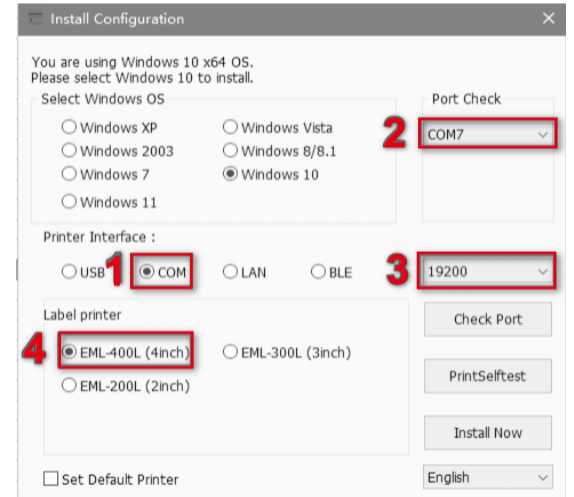 Install Configuration
You are using Windows 10 x64 OS.
Please select Windows 10 to install.
Select Windows OS
Port Check
Windows XP
Windows Vista
2
COM7
Windows 2003
Windows 8/8.1
Windows 7
Windows 10
Windows 11
Printer Interface :
USB
1
COM
LAN
BLE
3
19200
Label printer
Check Port
4
EML-400L (4inch)
EML-300L (3inch)
EML-200L (2inch)
PrintSelftest
Install Now
Set Default Printer
English